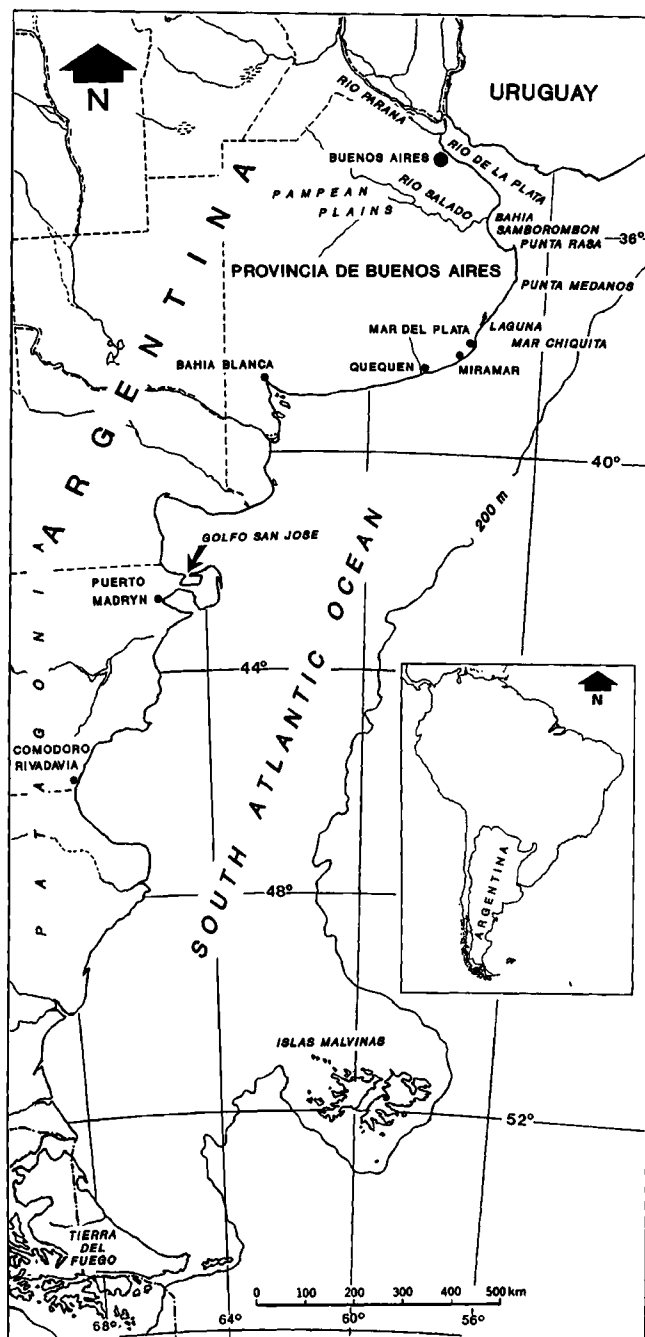 N
URUGUAY
RIO PARANA
BUENOS AIRES
RIO DE LA PLATA
PAMPEAN
PLAINS
RIO SALADO
BAHIA
SAMBOROMBON
PUNTA RASA
36°
ARGENTINA
PROVINCIA DE BUENOS AIRES
PUNTA MEDANOS
MAR DEL PLATA
LAGUNA
MAR CHIQUITA
BAHIA BLANCA
QUEQUEN
MIRAMAR
40°
200 m
GOLFO SAN JOSE
PUERTO
MADRYN
PATAGONIA
SOUTH ATLANTIC OCEAN
44°
N
COMODORO
RIVADAVIA
ARGENTINA
48°
ISLAS MALVINAS
52°
TIERRA
DEL
FUEGO
0 100 200 300 400 500 km
68°
64°
60°
56°